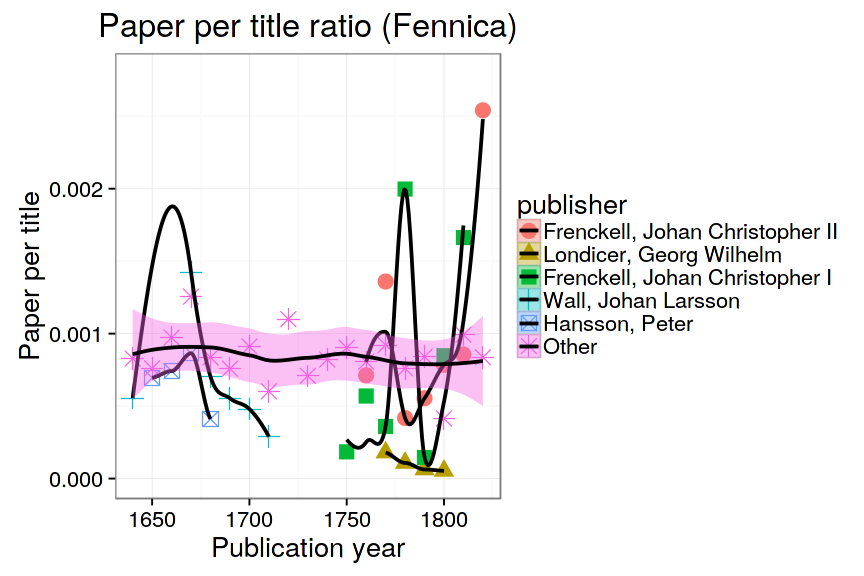 Paper per title ratio (Fennica)
Paper per title
0.002
0.001
0.000
1650 1700 1750 1800
Publication year
publisher
Frenckell, Johan Christopher II
Londicer, Georg Wilhelm
Frenckell, Johan Christopher I
Wall, Johan Larsson
Hansson, Peter
Other